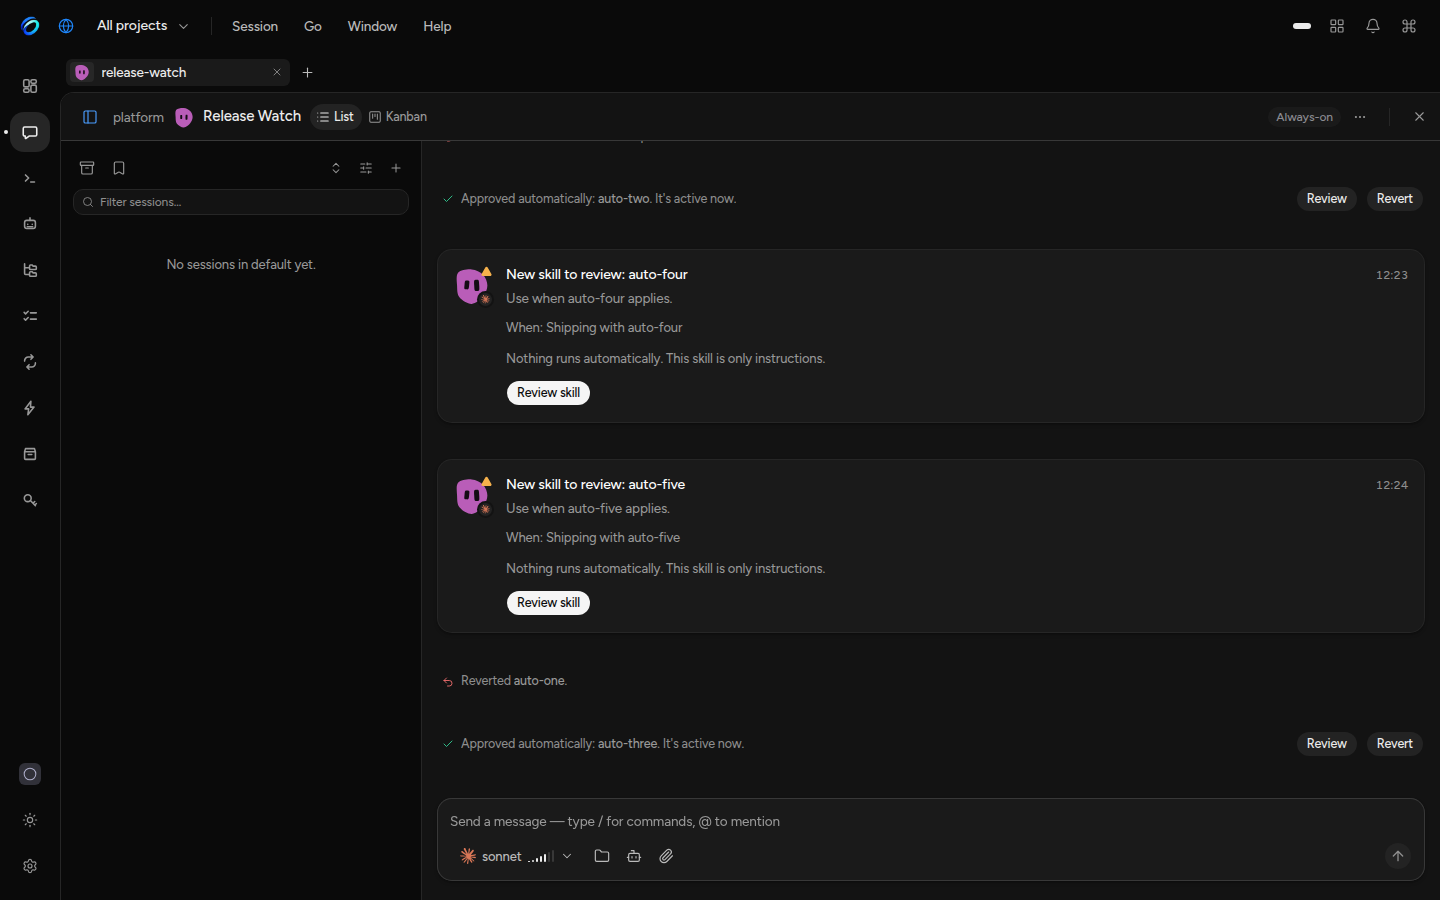 All projects
Session
Go
Window
Help
release-watch
platform
Release Watch
List
Kanban
Always-on
Filter sessions...
No sessions in default yet.
Approved automatically: auto-two. It's active now.
Review
Revert
New skill to review: auto-four
12:23
Use when auto-four applies.
When: Shipping with auto-four
Nothing runs automatically. This skill is only instructions.
Review skill
New skill to review: auto-five
12:24
Use when auto-five applies.
When: Shipping with auto-five
Nothing runs automatically. This skill is only instructions.
Review skill
Reverted auto-one.
Approved automatically: auto-three. It's active now.
Review
Revert
Send a message — type / for commands, @ to mention
sonnet